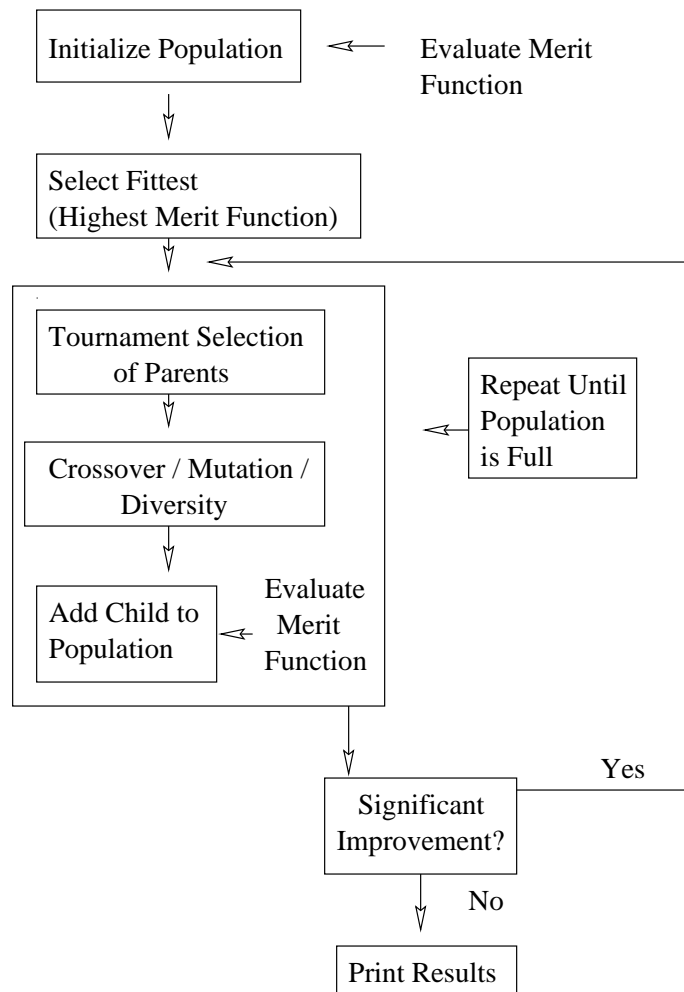 Initialize Population
Evaluate Merit
Function
Select Fittest
(Highest Merit Function)
Tournament Selection
of Parents
Repeat Until
Population
is Full
Crossover / Mutation /
Diversity
Add Child to
Population
Evaluate
Merit
Function
Yes
Significant
Improvement?
No
Print Results